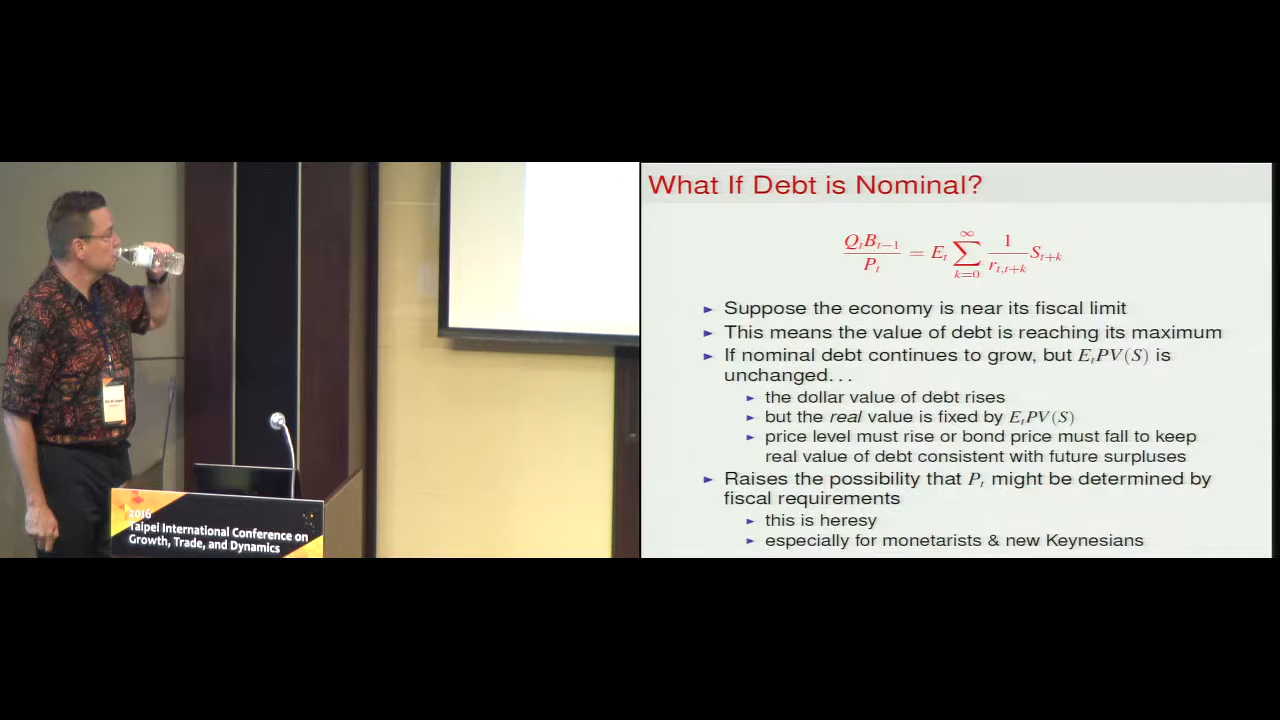 What If Debt is Nominal?
Q_t B_{t−1} / P_t = E_t ∑_{k=0}^{∞} 1 / r_{t,t+k} S_{t+k}
► Suppose the economy is near its fiscal limit
► This means the value of debt is reaching its maximum
► If nominal debt continues to grow, but E_tPV(S) is
unchanged...
► the dollar value of debt rises
► but the real value is fixed by E_tPV(S)
► price level must rise or bond price must fall to keep
real value of debt consistent with future surpluses
► Raises the possibility that P_t might be determined by
fiscal requirements
► this is heresy
► especially for monetarists & new Keynesians
2016
Taipei International Conference on
Growth, Trade, and Dynamics